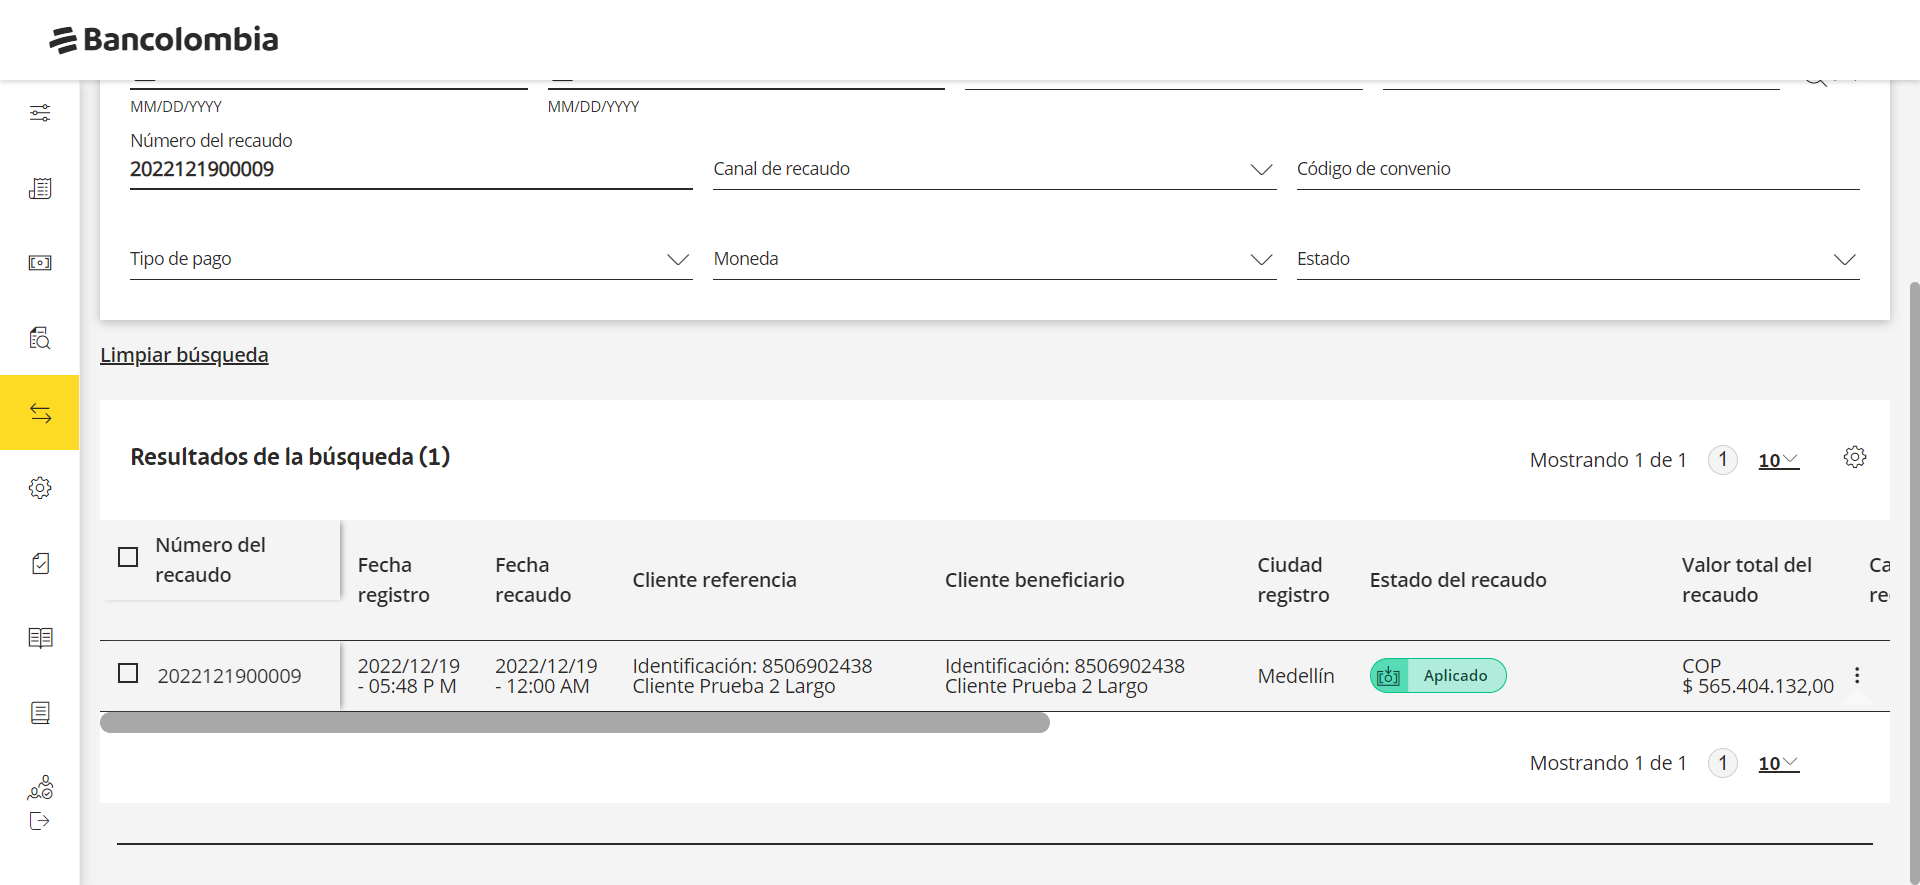 Bancolombia
MM/DD/YYYY
MM/DD/YYYY
Número del recaudo
2022121900009
Canal de recaudo
Código de convenio
Tipo de pago
Moneda
Estado
Limpiar búsqueda
Resultados de la búsqueda (1)
Mostrando 1 de 1
1
10
Número del
recaudo
Fecha
registro
Fecha
recaudo
Cliente referencia
Cliente beneficiario
Ciudad
registro
Estado del recaudo
Valor total del
recaudo
Ca
re
2022121900009
2022/12/19
- 05:48 P M
2022/12/19
- 12:00 AM
Identificación: 8506902438
Cliente Prueba 2 Largo
Identificación: 8506902438
Cliente Prueba 2 Largo
Medellín
Aplicado
COP
$ 565.404.132,00
Mostrando 1 de 1
1
10